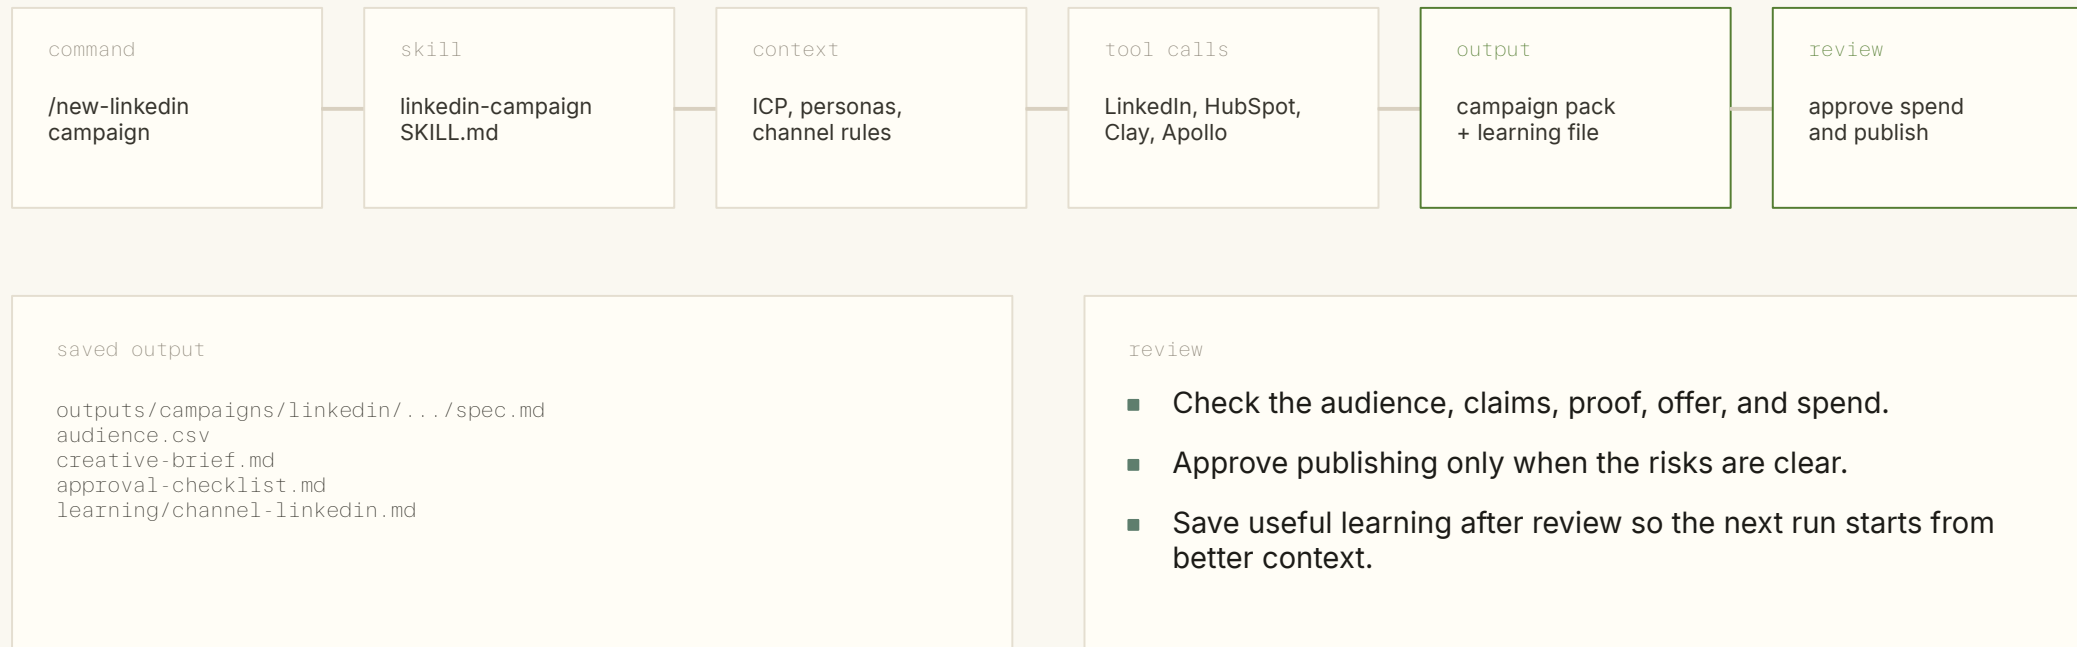 command
/new-linkedin
campaign
skill
linkedin-campaign
SKILL.md
context
ICP, personas,
channel rules
tool calls
LinkedIn, HubSpot,
Clay, Apollo
output
campaign pack
+ learning file
review
approve spend
and publish
saved output
outputs/campaigns/linkedin/.../spec.md
audience.csv
creative-brief.md
approval-checklist.md
learning/channel-linkedin.md
review
Check the audience, claims, proof, offer, and spend.
Approve publishing only when the risks are clear.
Save useful learning after review so the next run starts from
better context.